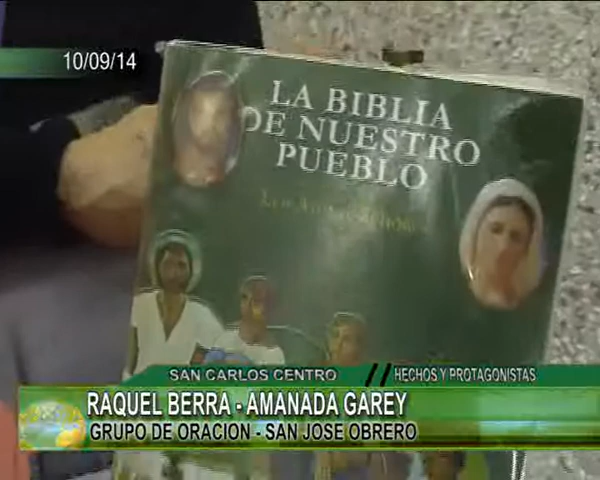 10/09/14
LA BIBLIA
DE NUESTRO
PUEBLO
SAN CARLOS CENTRO // HECHOS Y PROTAGONISTAS
RAQUEL BERRA - AMANADA GAREY
GRUPO DE ORACION - SAN JOSE OBRERO